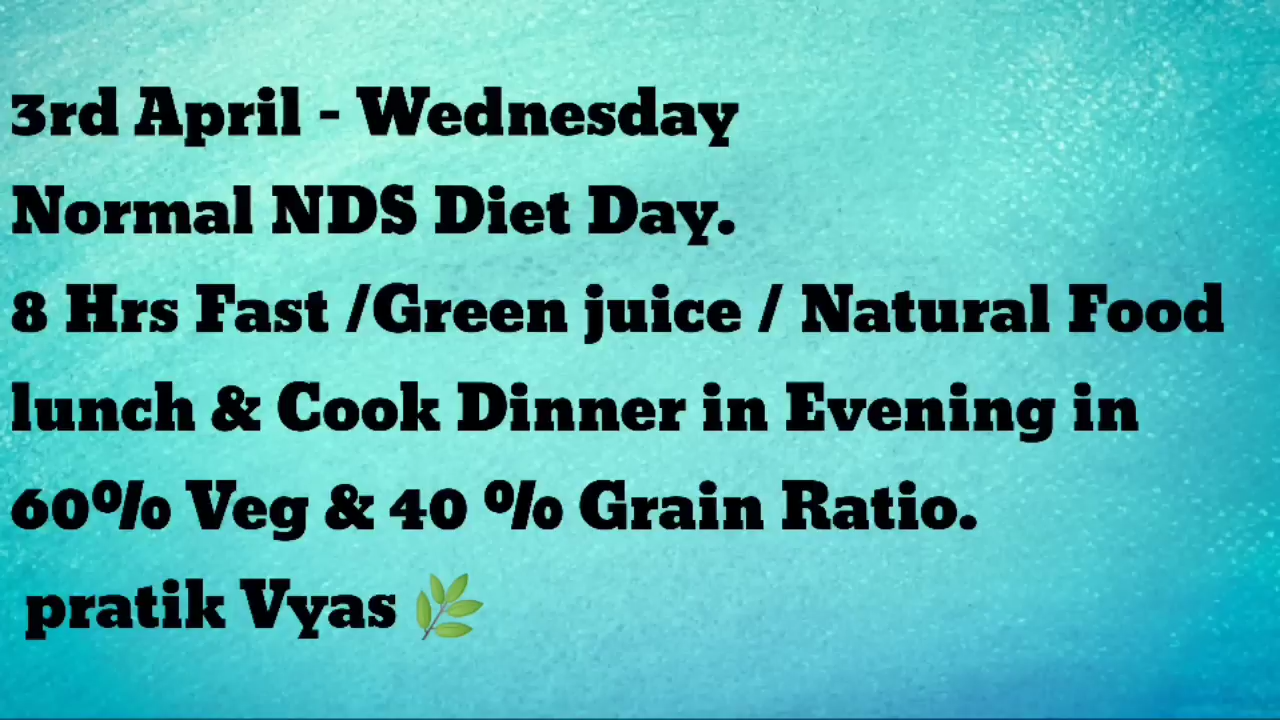 3rd April - Wednesday
Normal NDS Diet Day.
8 Hrs Fast /Green juice / Natural Food
lunch & Cook Dinner in Evening in
60% Veg & 40 % Grain Ratio.
pratik Vyas 🌿